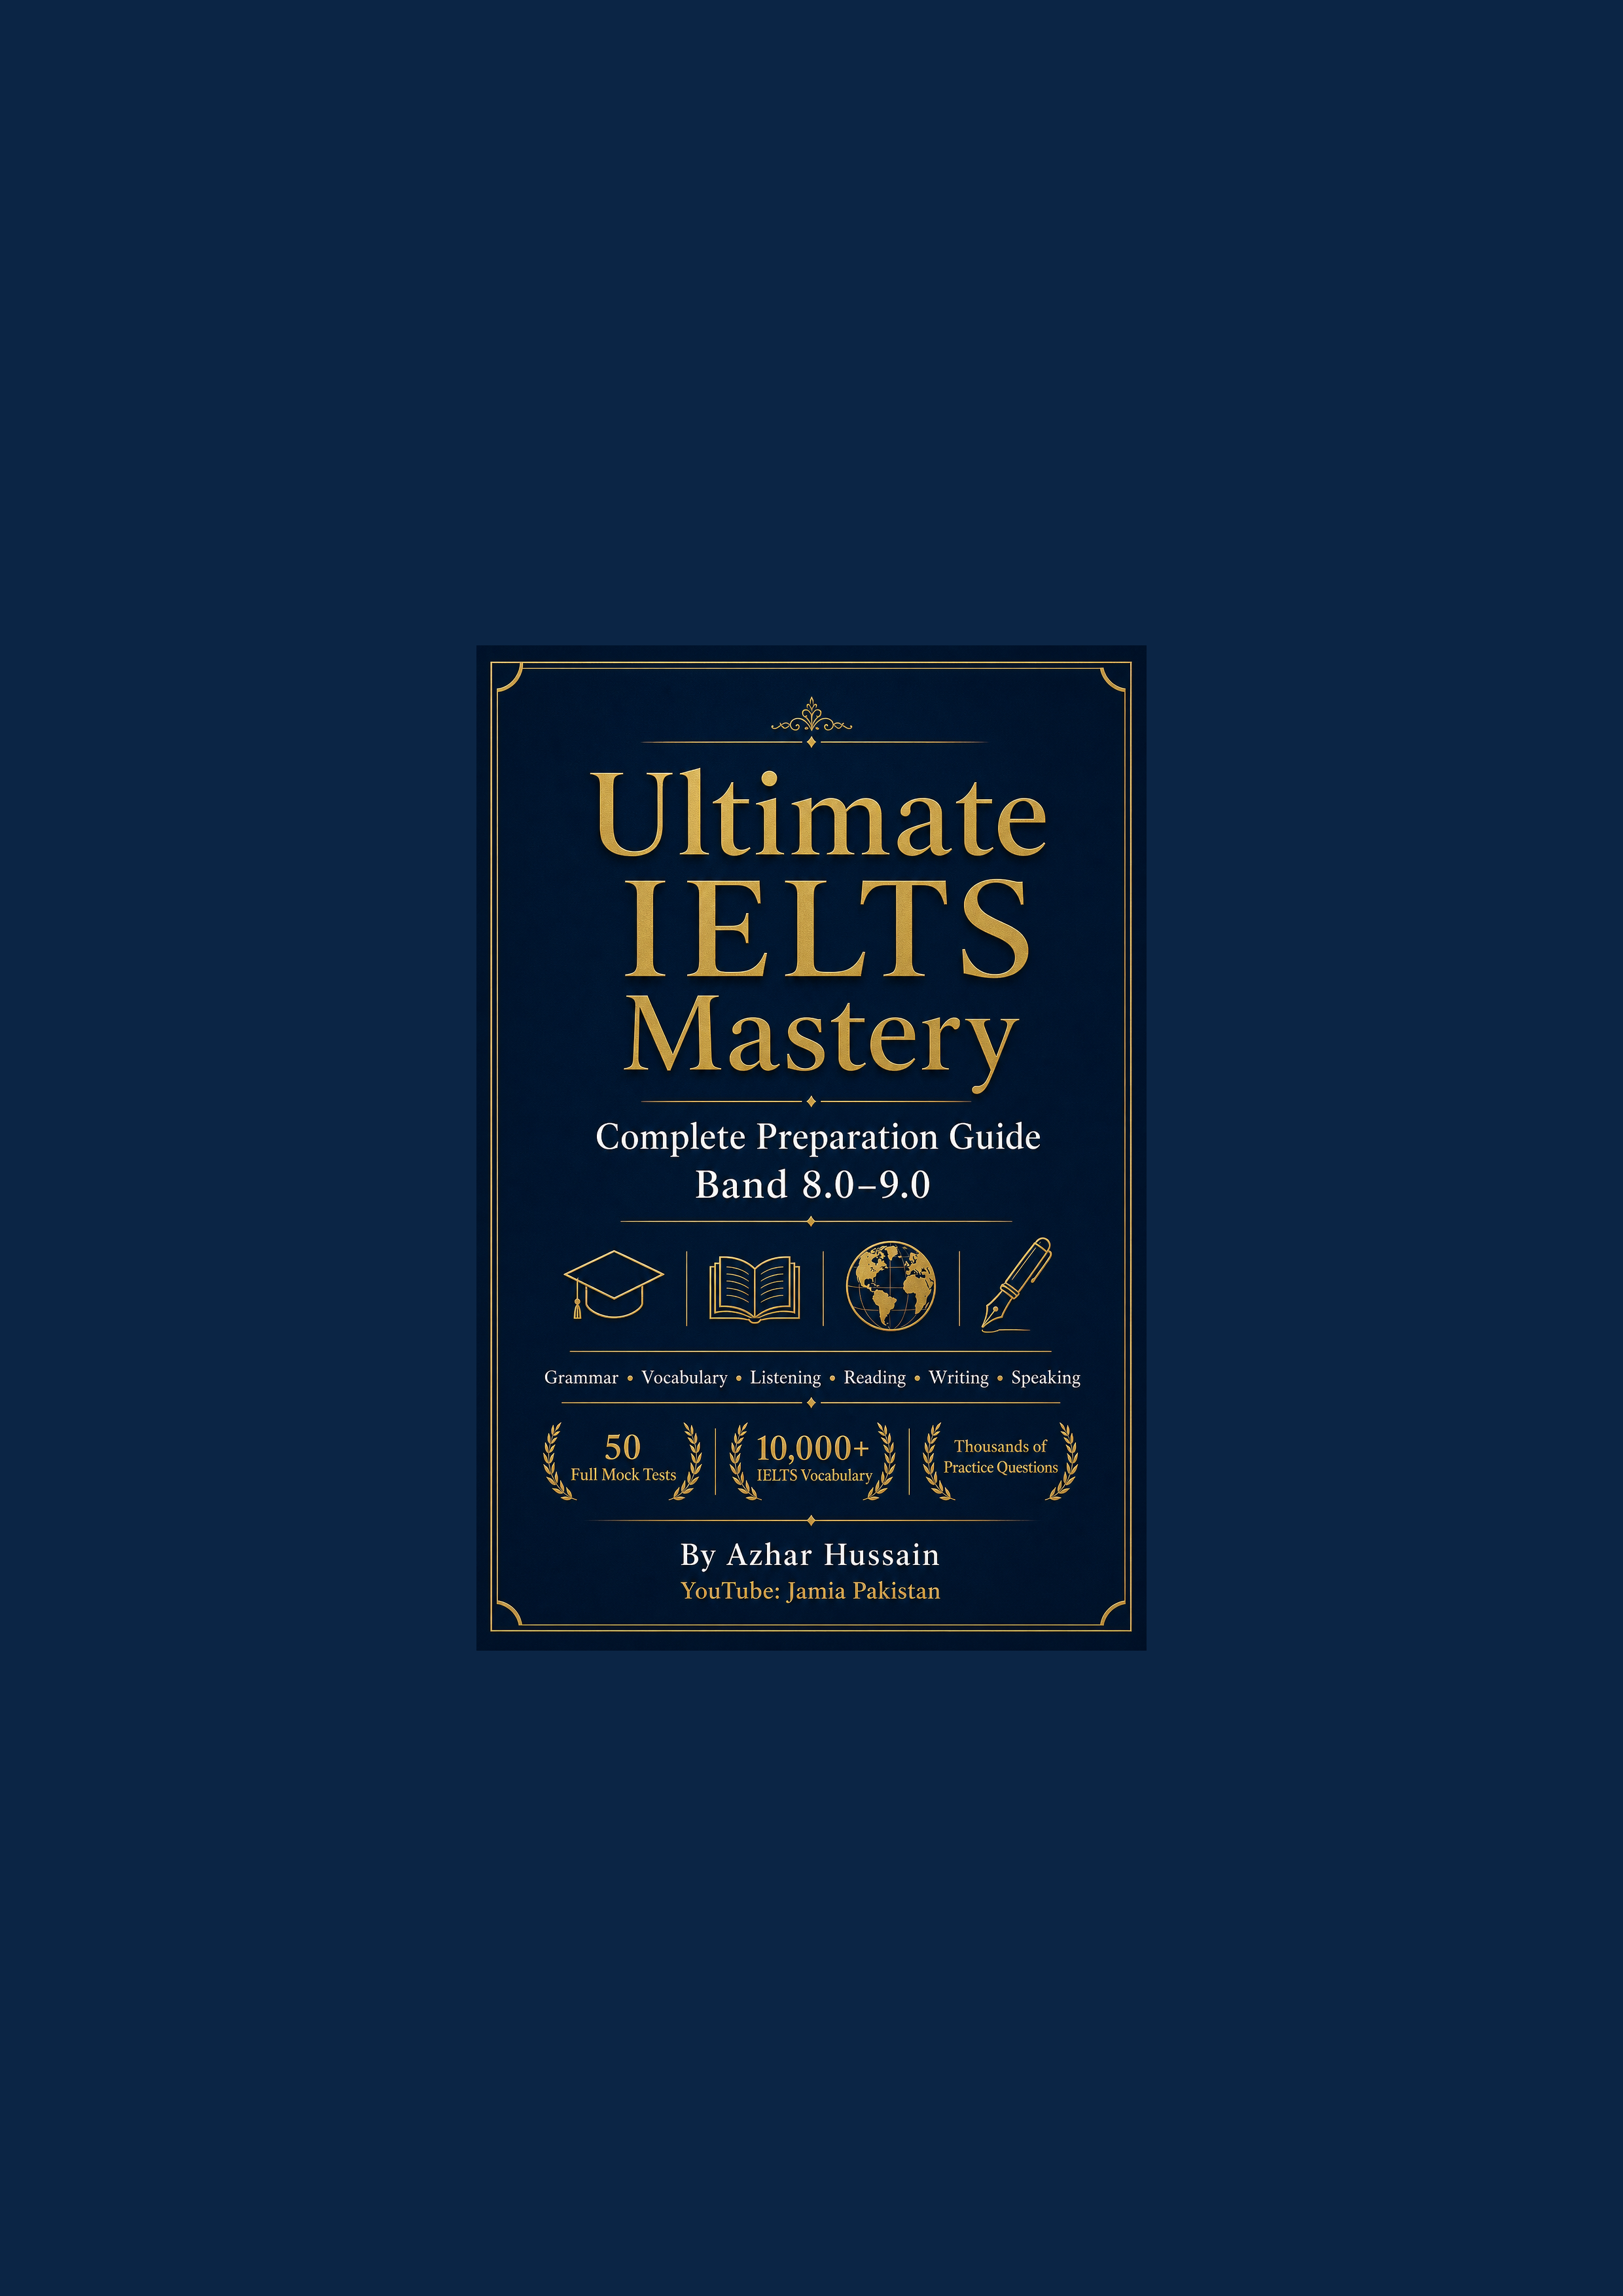 Ultimate
IELTS
Mastery
Complete Preparation Guide
Band 8.0–9.0
Grammar • Vocabulary • Listening • Reading • Writing • Speaking
50
Full Mock Tests
10,000+
IELTS Vocabulary
Thousands of
Practice Questions
By Azhar Hussain
YouTube: Jamia Pakistan